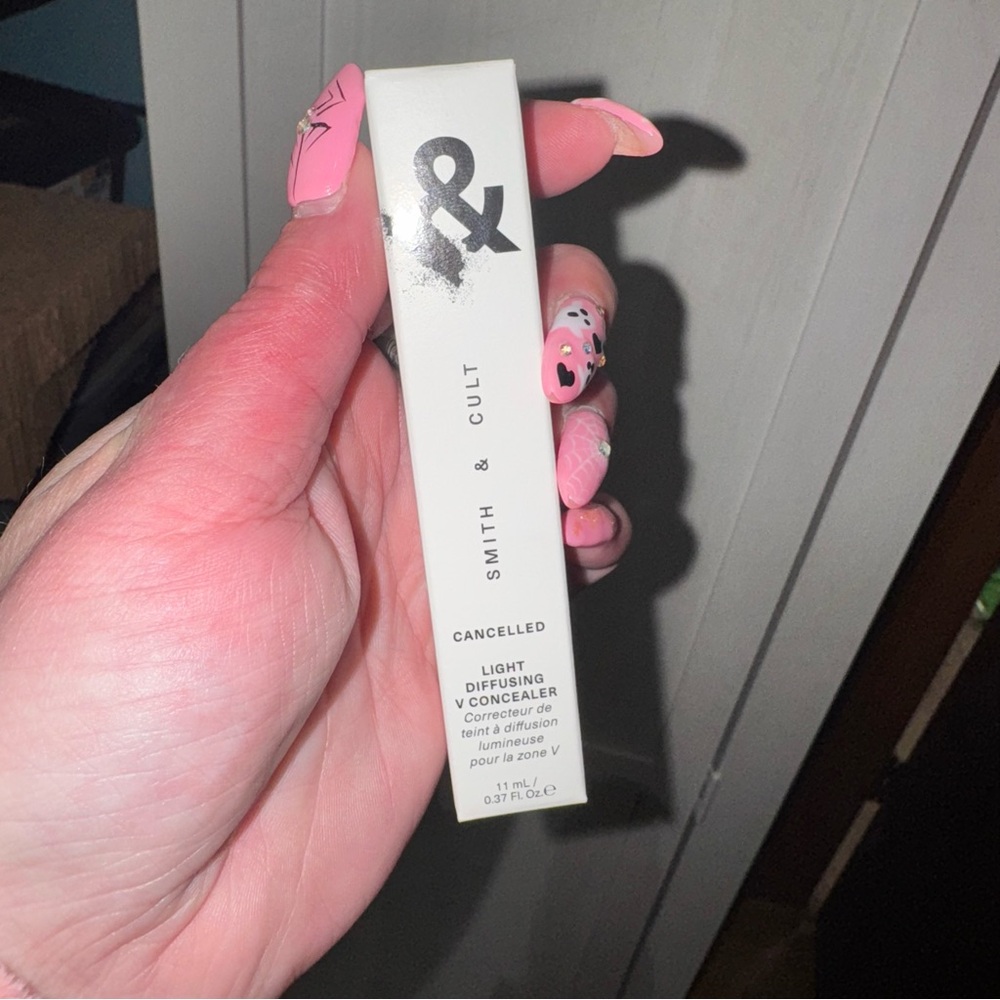 &
SMITH & CULT
CANCELLED
LIGHT
DIFFUSING
V CONCEALER
Correcteur de
teint à diffusion
lumineuse
pour la zone V
11 mL /
0.37 Fl. Oz.℮